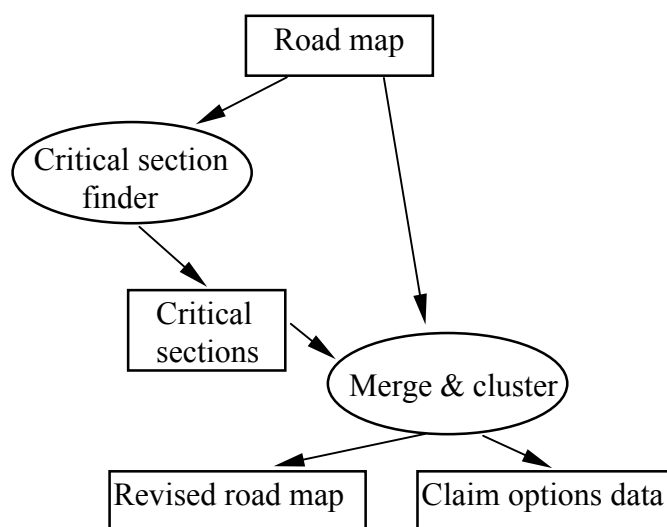 Road map
Critical section
finder
Critical
sections
Merge & cluster
Revised road map
Claim options data